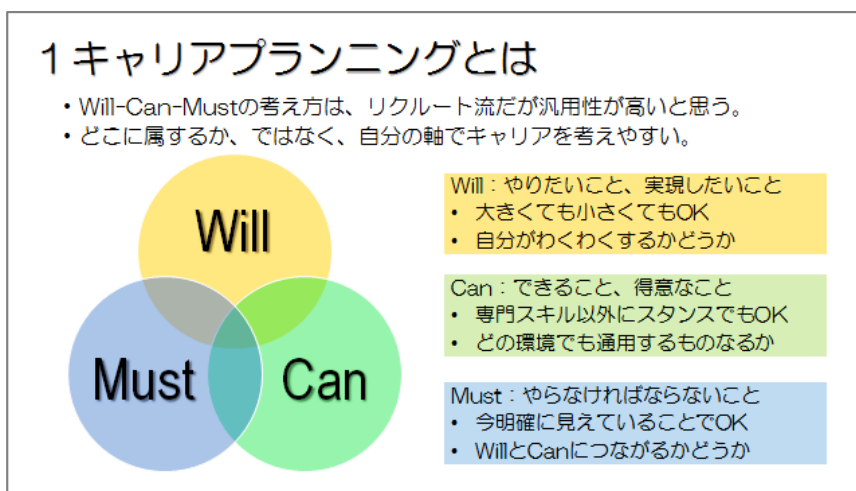 1 キャリアプランニングとは
• Will-Can-Mustの考え方は、リクルート流だが汎用性が高いと思う。
• どこに属するか、ではなく、自分の軸でキャリアを考えやすい。
Will
Must
Can
Will：やりたいこと、実現したいこと
• 大きくても小さくてもOK
• 自分がわくわくするかどうか
Can：できること、得意なこと
• 専門スキル以外にスタンスでもOK
• どの環境でも通用するものなるか
Must：やらなければならないこと
• 今明確に見えていることでOK
• WillとCanにつながるかどうか